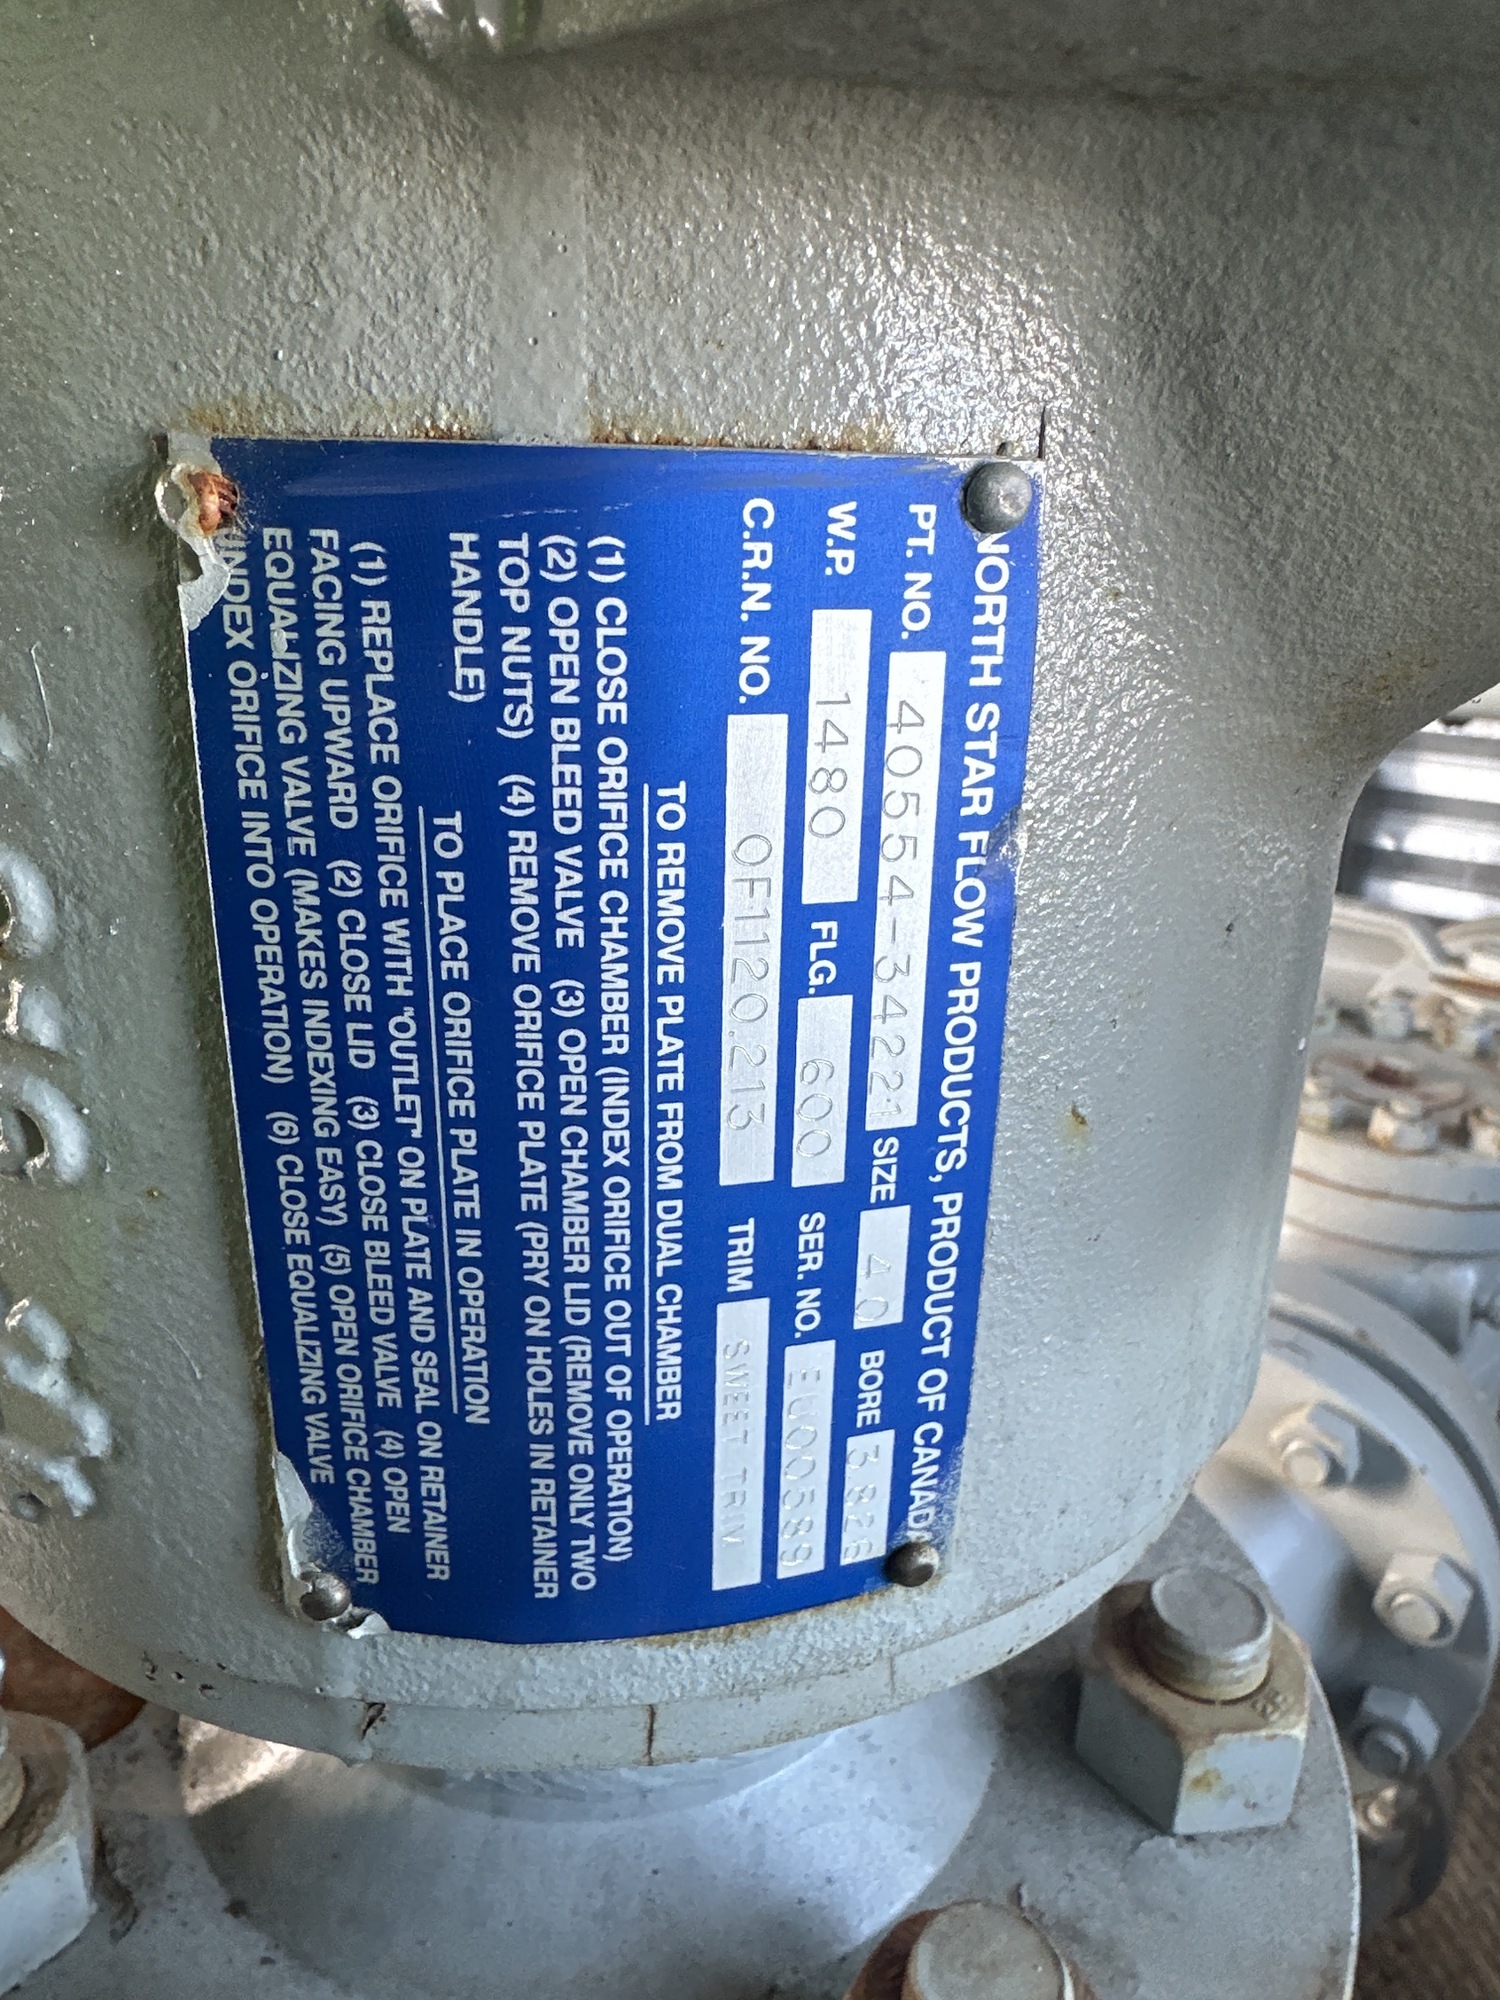 NORTH STAR FLOW PRODUCTS, PRODUCT OF CANADA
PT. NO. 40554-34221 SIZE 40 BORE 3826
W.P. 1480 FLG. 600 SER. NO. EU00589
C.R.N. NO. 0F1120.213 TRIM SWEET TRIM
TO REMOVE PLATE FROM DUAL CHAMBER
(1) CLOSE ORIFICE CHAMBER (INDEX ORIFICE OUT OF OPERATION)
(2) OPEN BLEED VALVE (3) OPEN CHAMBER LID (REMOVE ONLY TWO
TOP NUTS) (4) REMOVE ORIFICE PLATE (PRY ON HOLES IN RETAINER
HANDLE)
TO PLACE ORIFICE PLATE IN OPERATION
(1) REPLACE ORIFICE WITH "OUTLET" ON PLATE AND SEAL ON RETAINER
FACING UPWARD (2) CLOSE LID (3) CLOSE BLEED VALVE (4) OPEN
EQUALIZING VALVE (MAKES INDEXING EASY) (5) OPEN ORIFICE CHAMBER
(INDEX ORIFICE INTO OPERATION) (6) CLOSE EQUALIZING VALVE